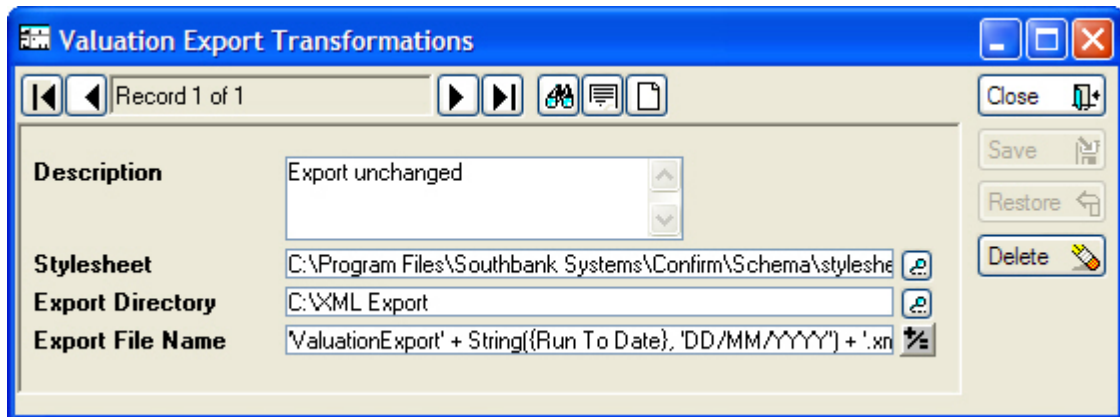 Valuation Export Transformations
Record 1 of 1
Close
Save
Restore
Delete
Description
Export unchanged
Stylesheet
C:\Program Files\Southbank Systems\Confirm\Schema\styleshe
Export Directory
C:\XML Export
Export File Name
'ValuationExport' + String({Run To Date}, 'DD/MM/YYYY') + '.xn